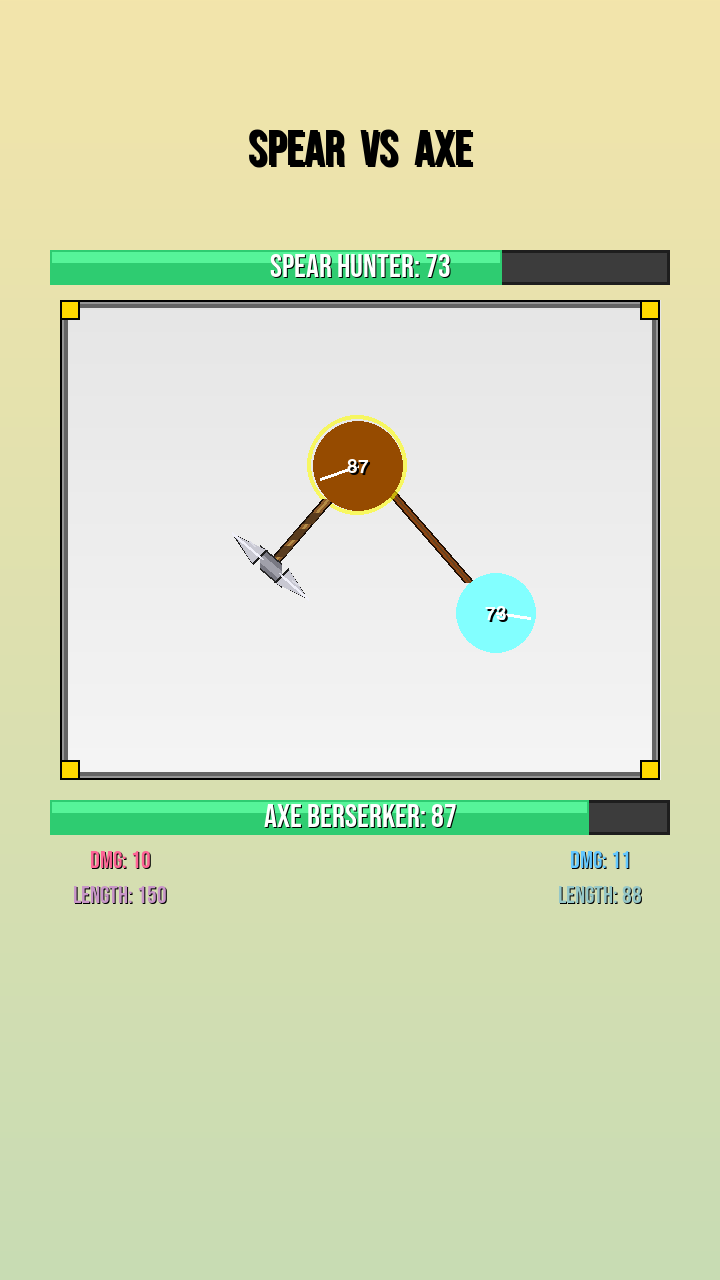 SPEAR VS AXE
SPEAR HUNTER: 73
87
73
AXE BERSERKER: 87
DMG: 10
DMG: 11
LENGTH: 150
LENGTH: 88